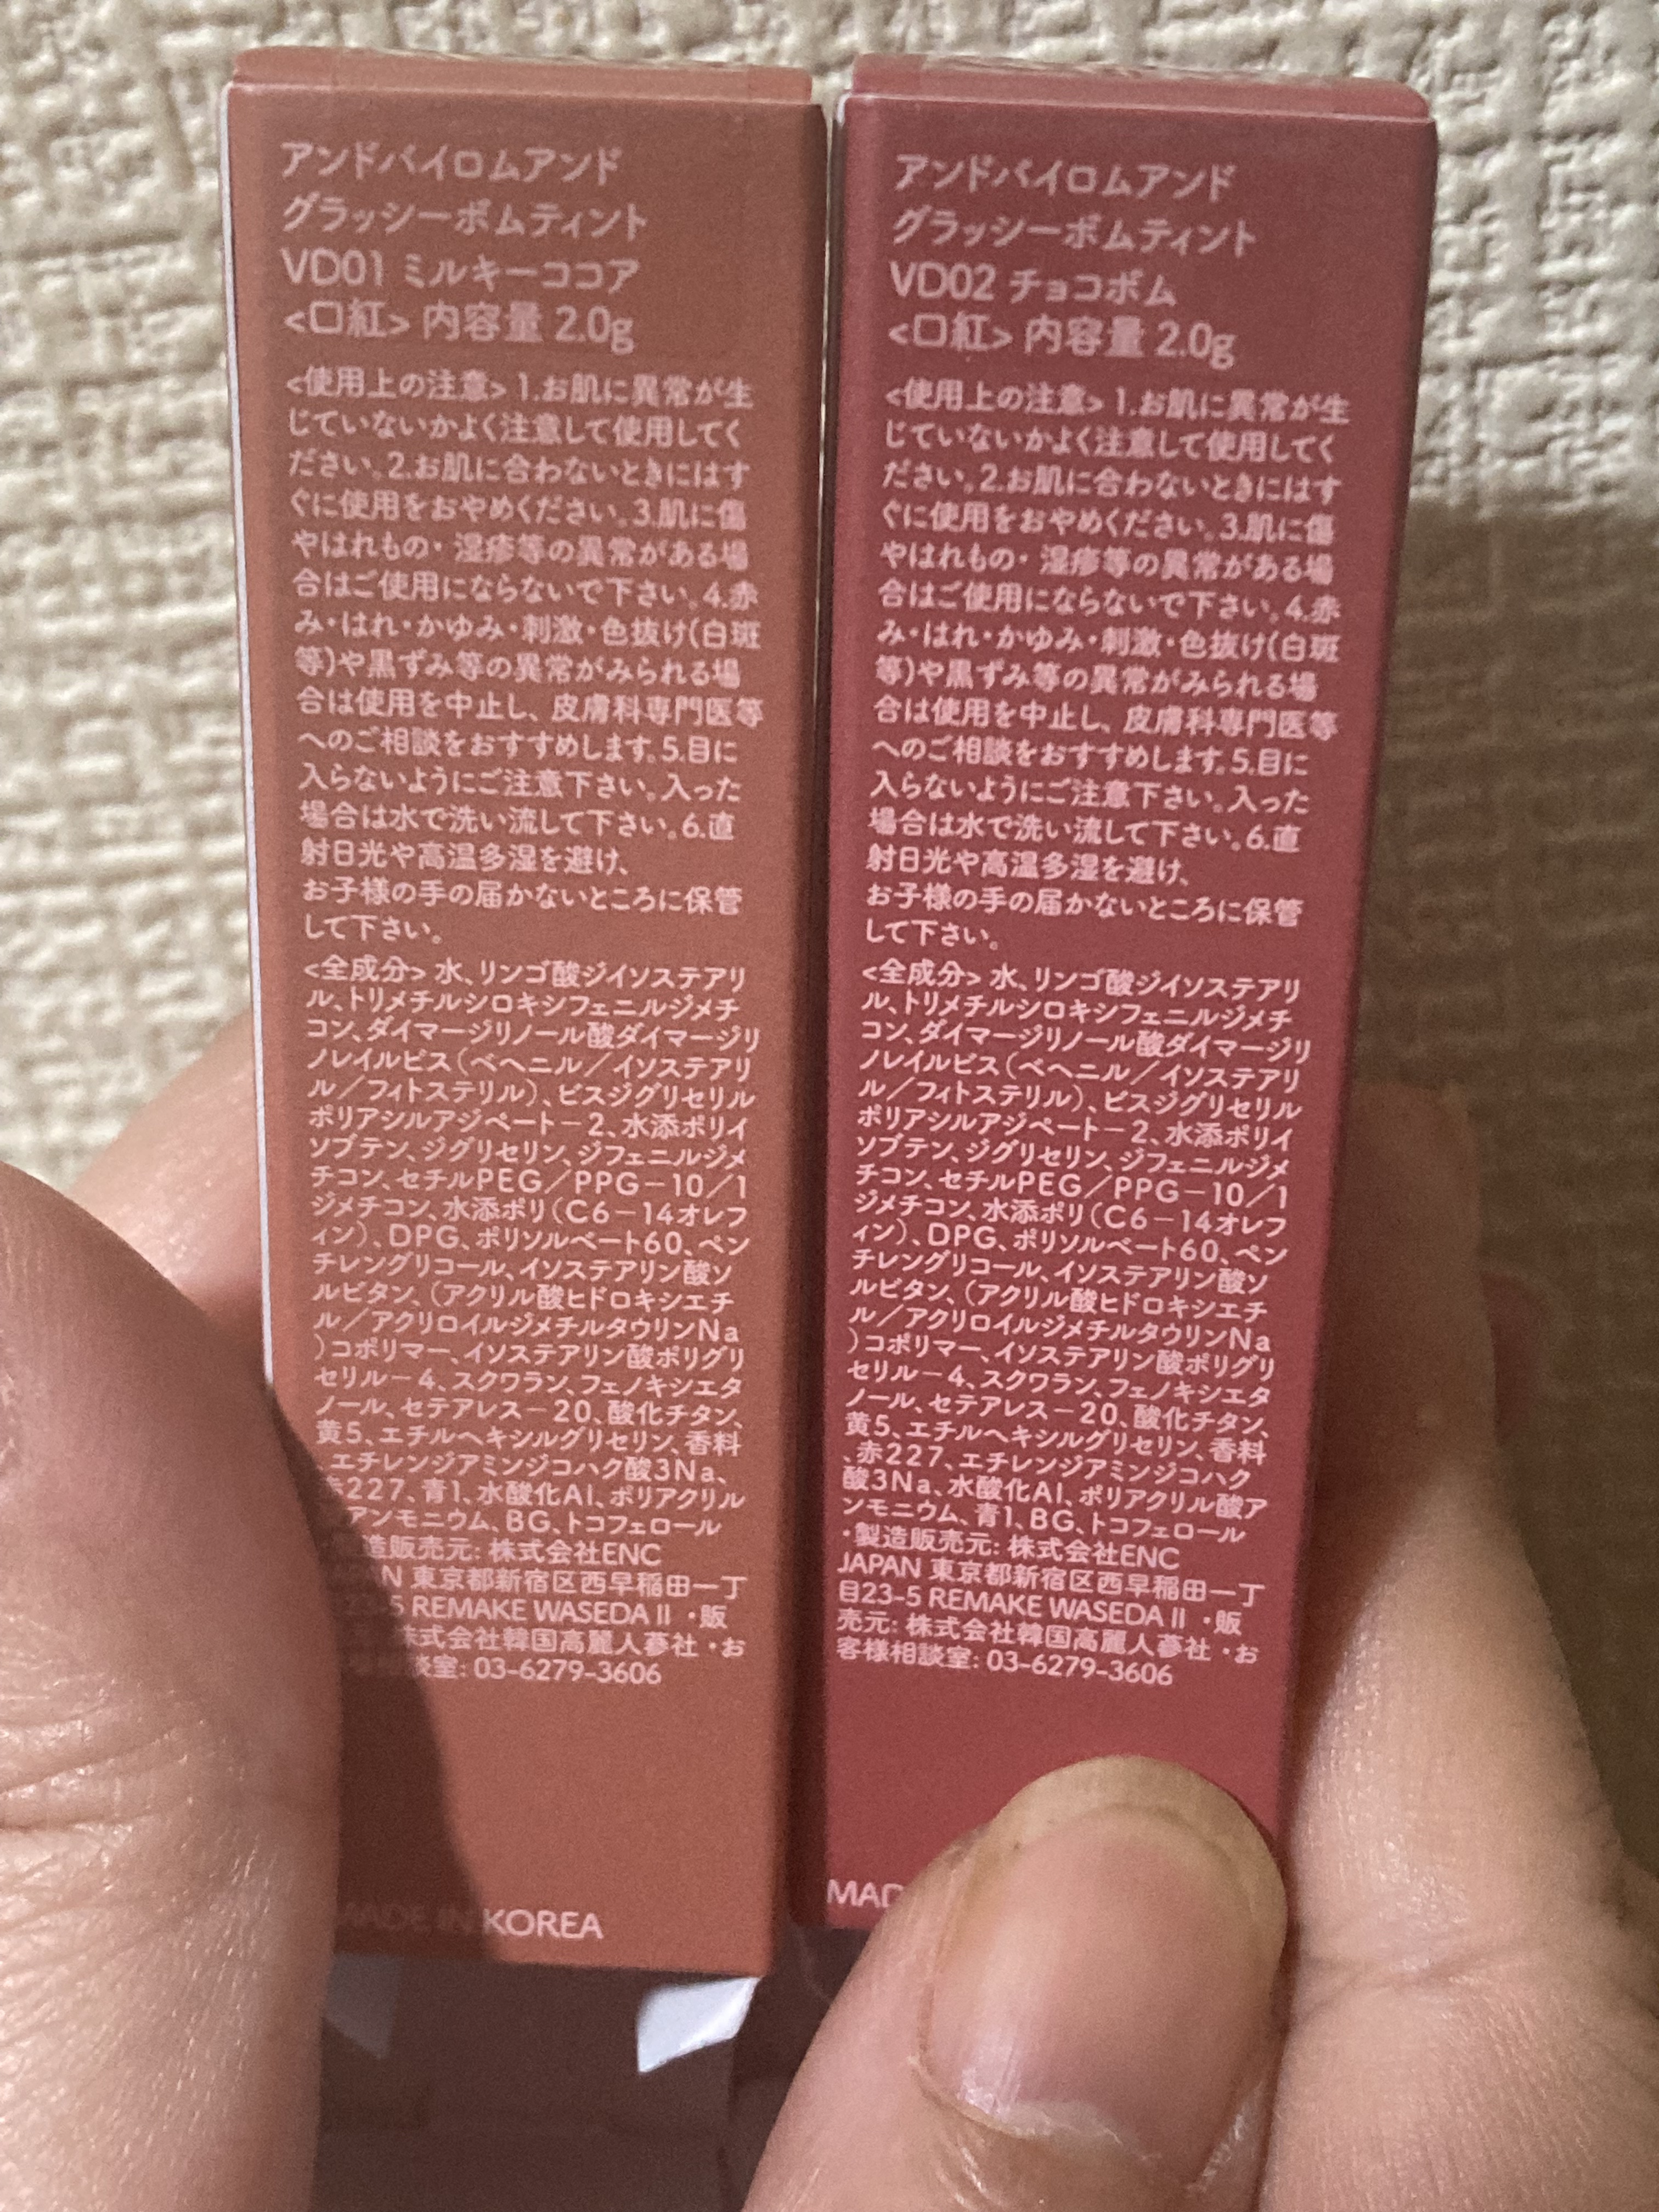 アンドバイロムアンド
グラッシーボムティント
VD01 ミルキーココア
<口紅> 内容量 2.0g
<使用上の注意> 1.お肌に異常が生
じていないかよく注意して使用してく
ださい。2.お肌に合わないときにはす
ぐに使用をおやめください。3.肌に傷
やはれもの・湿疹等の異常がある場
合はご使用にならないで下さい。4.赤
み・はれ・かゆみ・刺激・色抜け(白斑
等)や黒ずみ等の異常がみられる場
合は使用を中止し、皮膚科専門医等
へのご相談をおすすめします。5.目に
入らないようにご注意下さい。入った
場合は水で洗い流して下さい。6.直
射日光や高温多湿を避け、
お子様の手の届かないところに保管
して下さい。
<全成分> 水、リンゴ酸ジイソステアリ
ル、トリメチルシロキシフェニルジメチ
コン、ダイマージリノール酸ダイマージリ
ノレイルビス(ベヘニル/イソステアリ
ル/フィトステリル)、ビスジグリセリル
ポリアシルアジペート-2、水添ポリイ
ソブテン、ジグリセリン、ジフェニルジメ
チコン、セチルPEG/PPG-10/1
ジメチコン、水添ポリ(C6-14オレフ
ィン)、DPG、ポリソルベート60、ペン
チレングリコール、イソステアリン酸ソ
ルビタン、(アクリル酸ヒドロキシエチ
ル/アクリロイルジメチルタウリンNa
)コポリマー、イソステアリン酸ポリグリ
セリル-4、スクワラン、フェノキシエタ
ノール、セテアレス-20、酸化チタン、
黄5、エチルヘキシルグリセリン、香料
、エチレンジアミンジコハク酸3Na、
赤227、青1、水酸化Al、ポリアクリル
アンモニウム、BG、トコフェロール
造販売元: 株式会社ENC
JAPAN 東京都新宿区西早稲田一丁
23-5 REMAKE WASEDA II ・販
株式会社韓国高麗人蔘社 ・お
談室: 03-6279-3606
MADE IN KOREA
アンドバイロムアンド
グラッシーボムティント
VD02 チョコボム
<口紅> 内容量 2.0g
<使用上の注意> 1.お肌に異常が生
じていないかよく注意して使用してく
ださい。2.お肌に合わないときにはす
ぐに使用をおやめください。3.肌に傷
やはれもの・湿疹等の異常がある場
合はご使用にならないで下さい。4.赤
み・はれ・かゆみ・刺激・色抜け(白斑
等)や黒ずみ等の異常がみられる場
合は使用を中止し、皮膚科専門医等
へのご相談をおすすめします。5.目に
入らないようにご注意下さい。入った
場合は水で洗い流して下さい。6.直
射日光や高温多湿を避け、
お子様の手の届かないところに保管
して下さい。
<全成分> 水、リンゴ酸ジイソステアリ
ル、トリメチルシロキシフェニルジメチ
コン、ダイマージリノール酸ダイマージリ
ノレイルビス(ベヘニル/イソステアリ
ル/フィトステリル)、ビスジグリセリル
ポリアシルアジペート-2、水添ポリイ
ソブテン、ジグリセリン、ジフェニルジメ
チコン、セチルPEG/PPG-10/1
ジメチコン、水添ポリ(C6-14オレフ
ィン)、DPG、ポリソルベート60、ペン
チレングリコール、イソステアリン酸ソ
ルビタン、(アクリル酸ヒドロキシエチ
ル/アクリロイルジメチルタウリンNa
)コポリマー、イソステアリン酸ポリグリ
セリル-4、スクワラン、フェノキシエタ
ノール、セテアレス-20、酸化チタン、
黄5、エチルヘキシルグリセリン、香料
、赤227、エチレンジアミンジコハク
酸3Na、水酸化Al、ポリアクリル酸ア
ンモニウム、青1、BG、トコフェロール
・製造販売元: 株式会社ENC
JAPAN 東京都新宿区西早稲田一丁
目23-5 REMAKE WASEDA II ・販
売元: 株式会社韓国高麗人蔘社 ・お
客様相談室: 03-6279-3606
MAD